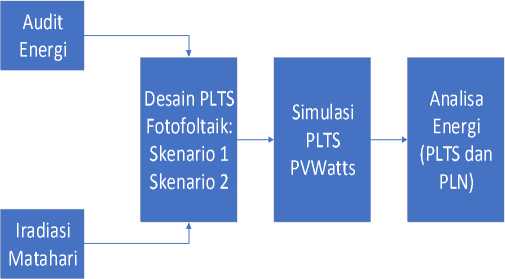 Audit
Energi
Iradiasi
Matahari
Desain PLTS
Fotofoltaik:
Skenario 1
Skenario 2
Simulasi
PLTS
PVWatts
Analisa
Energi
(PLTS dan
PLN)